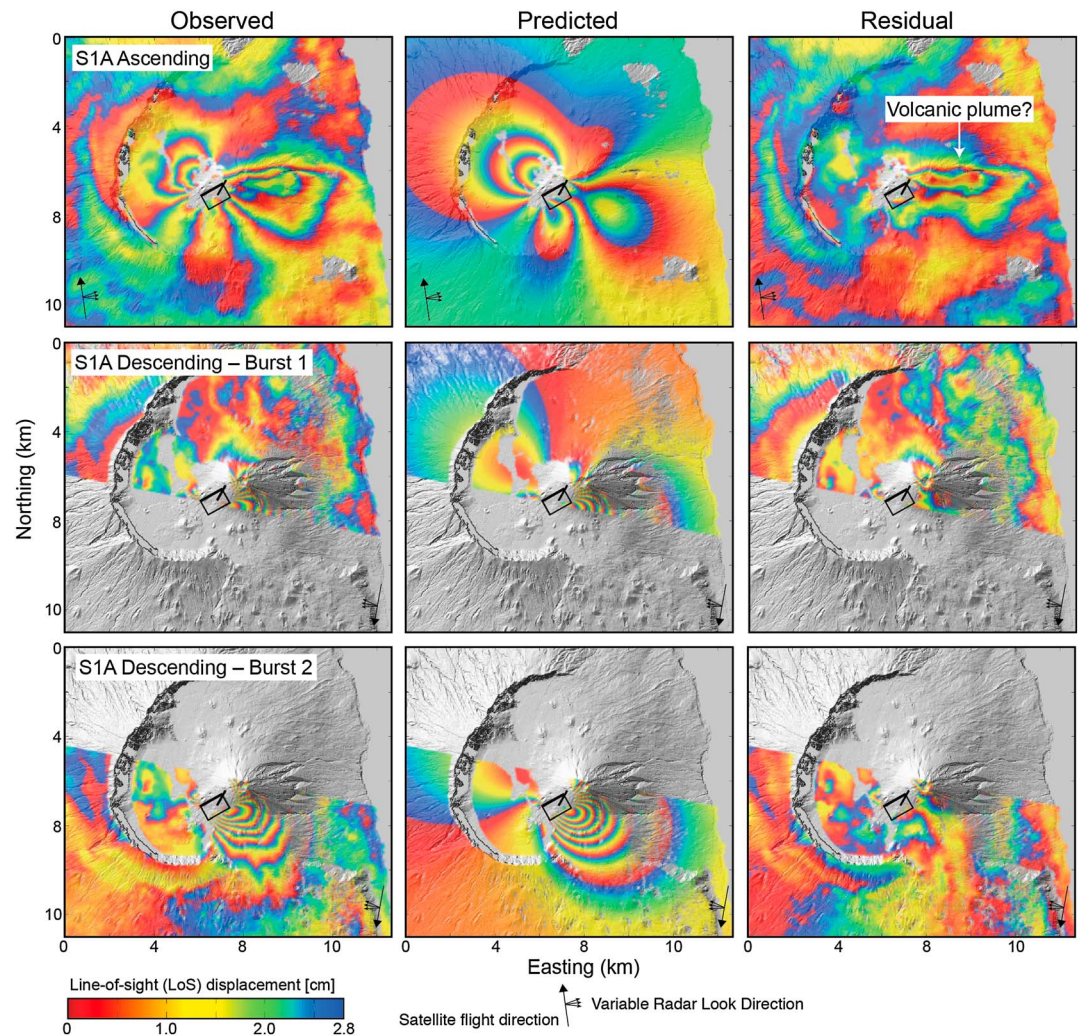 Observed
Predicted
Residual
S1A Ascending
Volcanic plume?
0
4
6
8
10
S1A Descending – Burst 1
0
4
6
8
10
S1A Descending – Burst 2
0
4
6
8
10
Northing (km)
0 4 6 8 10
0 4 6 8 10
0 4 6 8 10
Easting (km)
Line-of-sight (LoS) displacement [cm]
0 1.0 2.0 2.8
Satellite flight direction
Variable Radar Look Direction